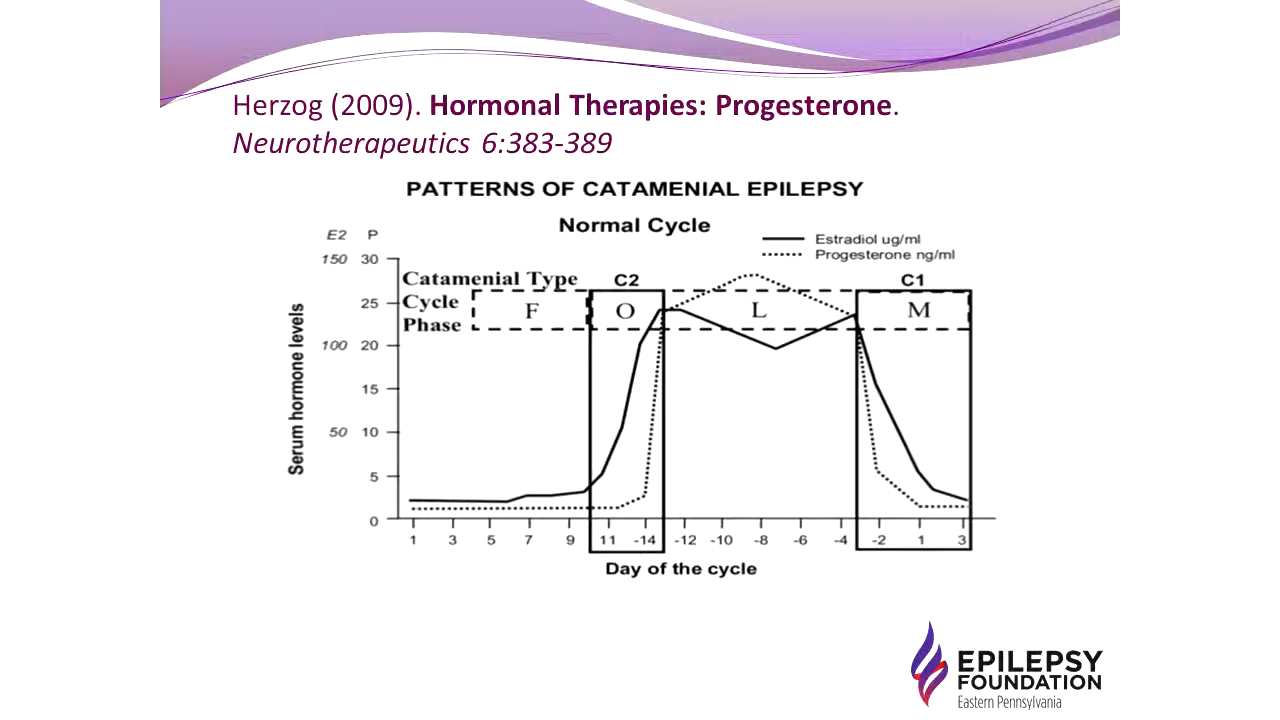 Herzog (2009). Hormonal Therapies: Progesterone.
Neurotherapeutics 6:383-389
PATTERNS OF CATAMENIAL EPILEPSY
Normal Cycle
E2 P
Estradiol ug/ml
Progesterone ng/ml
150 30
Catamenial Type C2 C1
Cycle
Phase
F O L M
25
100 20
15
50 10
5
0
Serum hormone levels
1 3 5 7 9 11 -14 -12 -10 -8 -6 -4 -2 1 3
Day of the cycle
EPILEPSY
FOUNDATION
Eastern Pennsylvania